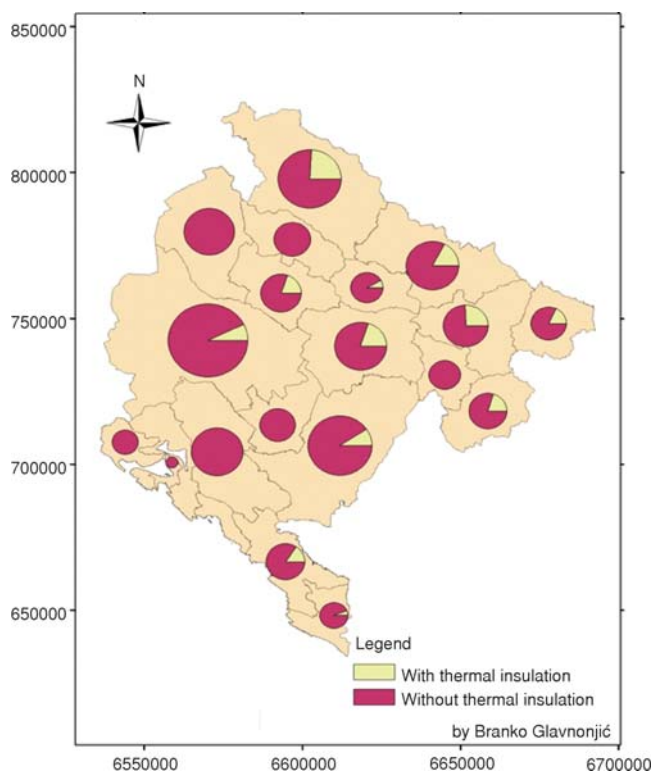 850000
N
800000
750000
700000
650000
Legend
With thermal insulation
Without thermal insulation
by Branko Glavnonjić
6550000 6600000 6650000 6700000